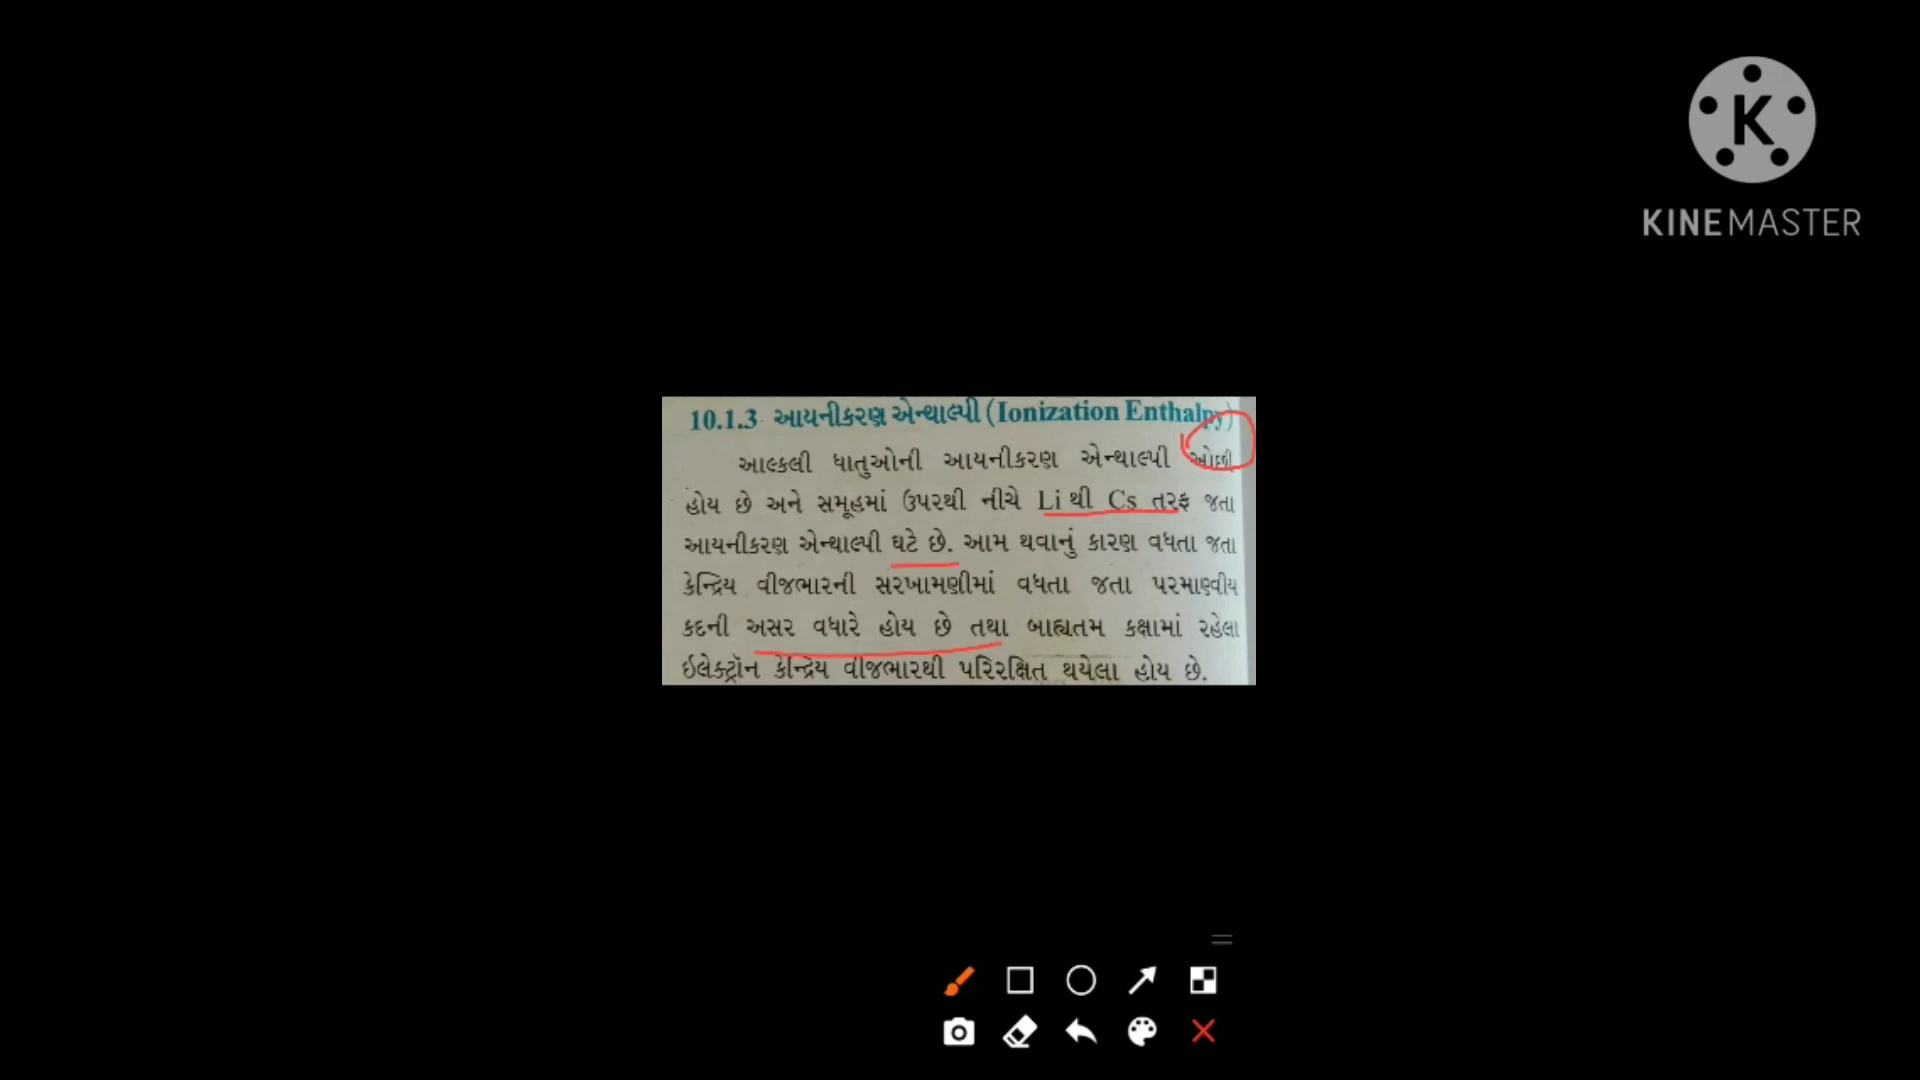 K
KINEMASTER
10.1.3 આયનીકરણ એન્થાલ્પી (Ionization Enthalpy)
આલ્કલી ધાતુઓની આયનીકરણ એન્થાલ્પી ઓછી
હોય છે અને સમૂહમાં ઉપરથી નીચે Li થી Cs તરફ જતા
આયનીકરણ એન્થાલ્પી ઘટે છે. આમ થવાનું કારણ વધતા જતા
કેન્દ્રિય વીજભારની સરખામણીમાં વધતા જતા પરમાણ્વીય
કદની અસર વધારે હોય છે તથા બાહ્યતમ કક્ષામાં રહેલા
ઇલેક્ટ્રૉન કેન્દ્રિય વીજભારથી પરિરક્ષિત થયેલા હોય છે.